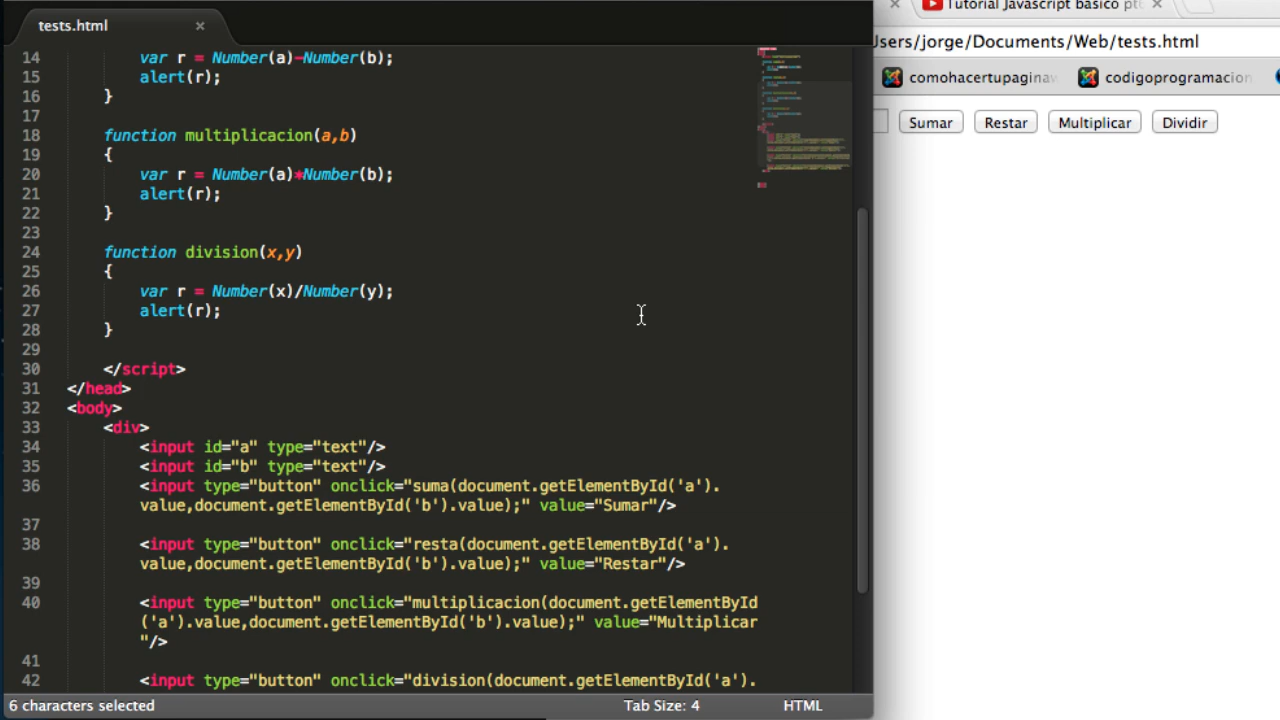 tests.html
14 var r = Number(a)-Number(b);
15 alert(r);
16 }
17
18 function multiplicacion(a,b)
19 {
20 var r = Number(a)*Number(b);
21 alert(r);
22 }
23
24 function division(x,y)
25 {
26 var r = Number(x)/Number(y);
27 alert(r);
28 }
29
30 </script>
31 </head>
32 <body>
33 <div>
34 <input id="a" type="text"/>
35 <input id="b" type="text"/>
36 <input type="button" onclick="suma(document.getElementById('a').
value,document.getElementById('b').value);" value="Sumar"/>
37
38 <input type="button" onclick="resta(document.getElementById('a').
value,document.getElementById('b').value);" value="Restar"/>
39
40 <input type="button" onclick="multiplicacion(document.getElementById
('a').value,document.getElementById('b').value);" value="Multiplicar
"/>
41
42 <input type="button" onclick="division(document.getElementById('a').
6 characters selected Tab Size: 4 HTML
Tutorial Javascript basico
Users/jorge/Documents/Web/tests.html
comohacertupaginaw codigoprogramacion
Sumar Restar Multiplicar Dividir